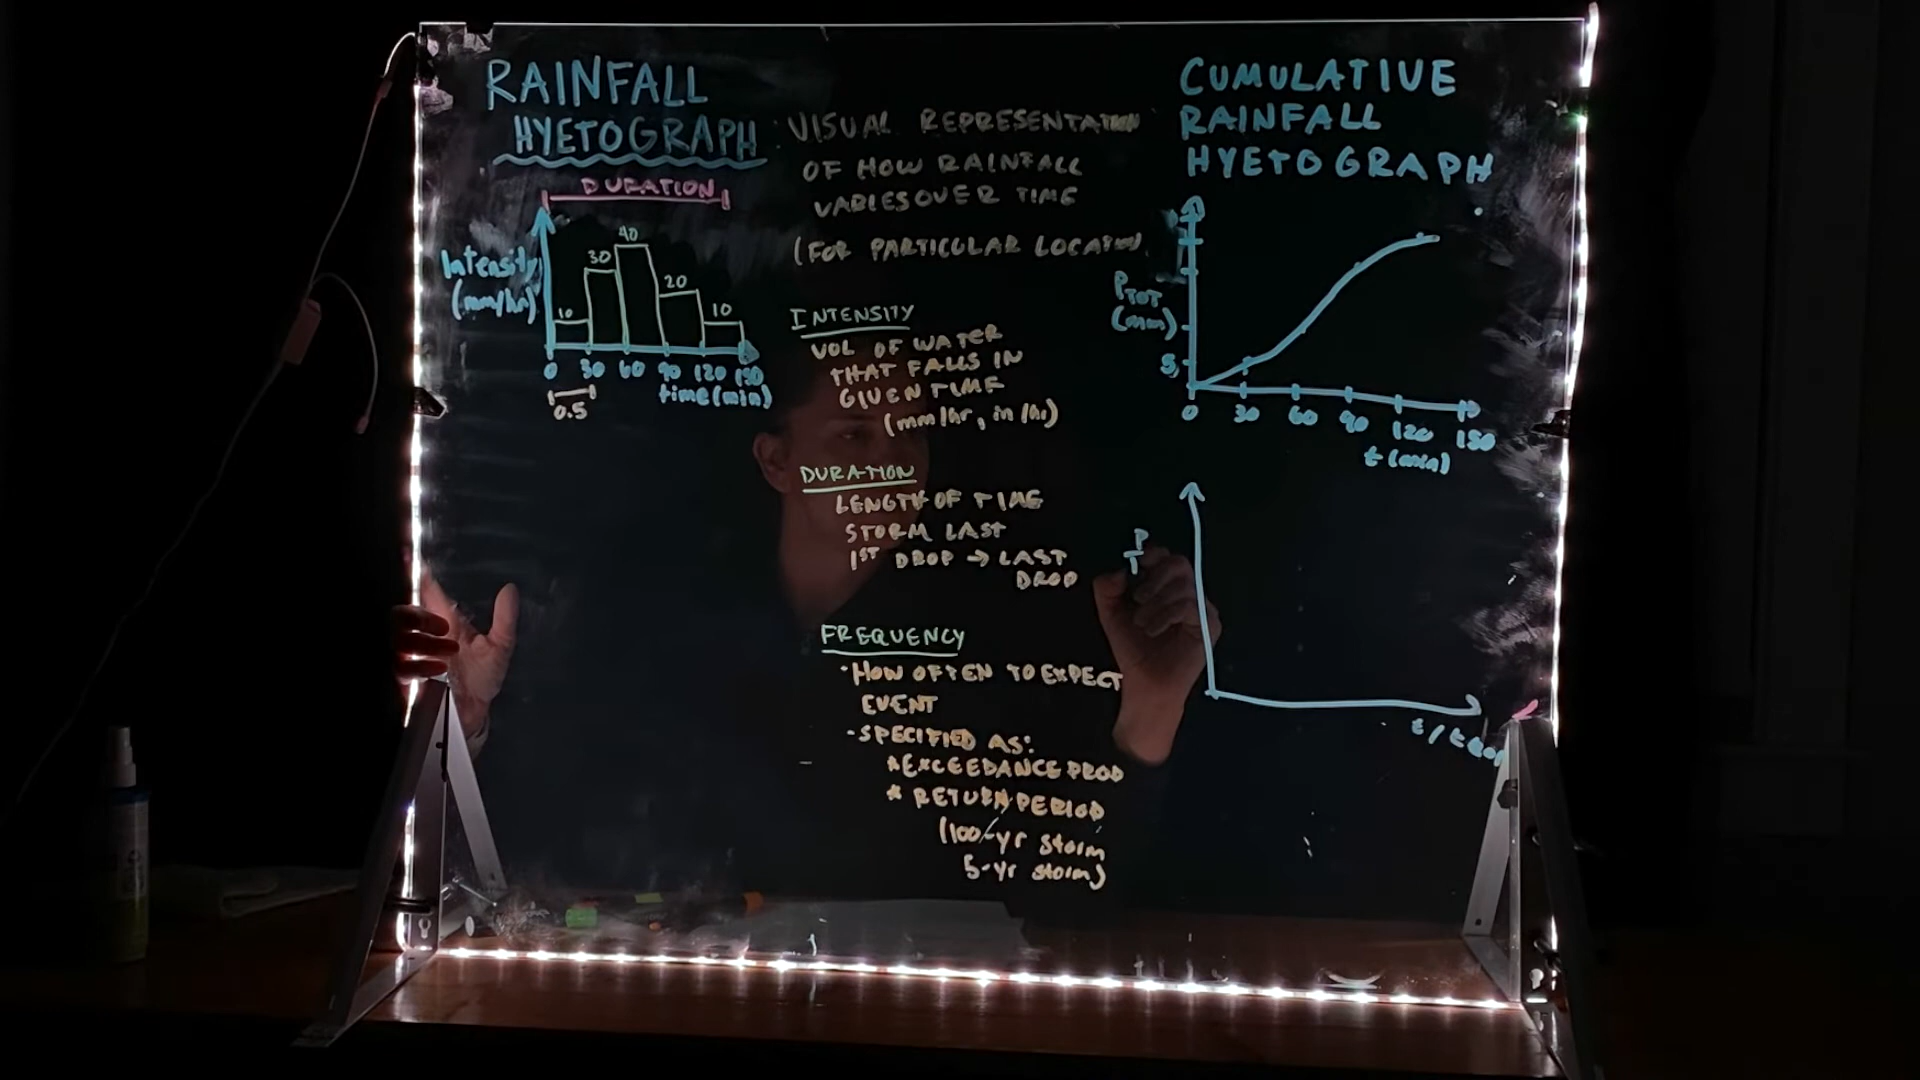 RAINFALL
HYETOGRAPH
: VISUAL REPRESENTATION
OF HOW RAINFALL
VARIES OVER TIME
(FOR PARTICULAR LOCATION)
DURATION
Intensity
(mm/hr)
10
30
40
20
10
0 30 60 90 120 150
time (min)
0.5
INTENSITY
VOL OF WATER
THAT FALLS IN
GIVEN TIME
(mm/hr, in/hr)
DURATION
LENGTH OF TIME
STORM LAST
1ST DROP → LAST
DROP
FREQUENCY
· HOW OFTEN TO EXPECT
EVENT
- SPECIFIED AS:
* EXCEEDANCE PROB
* RETURN PERIOD
(100-yr storm
5-yr storm)
CUMULATIVE
RAINFALL
HYETOGRAPH
PTOT
(mm)
5
0 30 60 90 120 150
t (min)
P